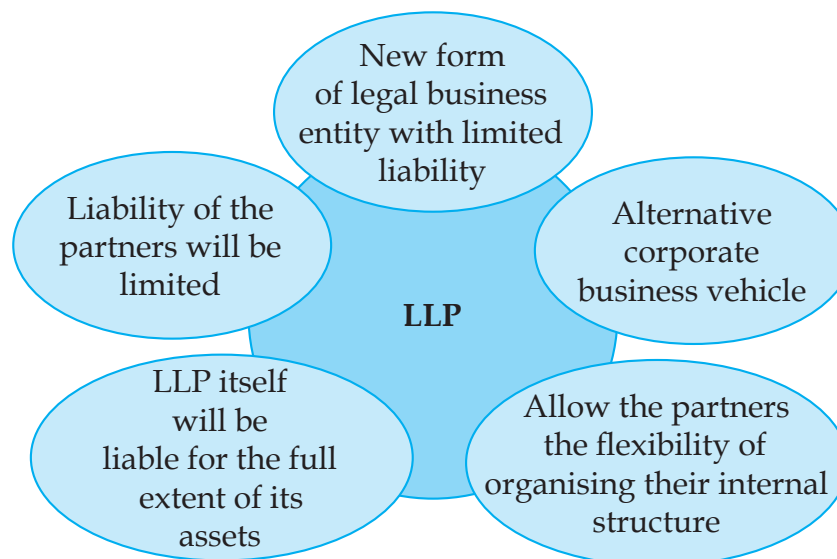 New form
of legal business
entity with limited
liability
Liability of the
partners will be
limited
Alternative
corporate
business vehicle
LLP
LLP itself
will be
liable for the full
extent of its
assets
Allow the partners
the flexibility of
organising their internal
structure